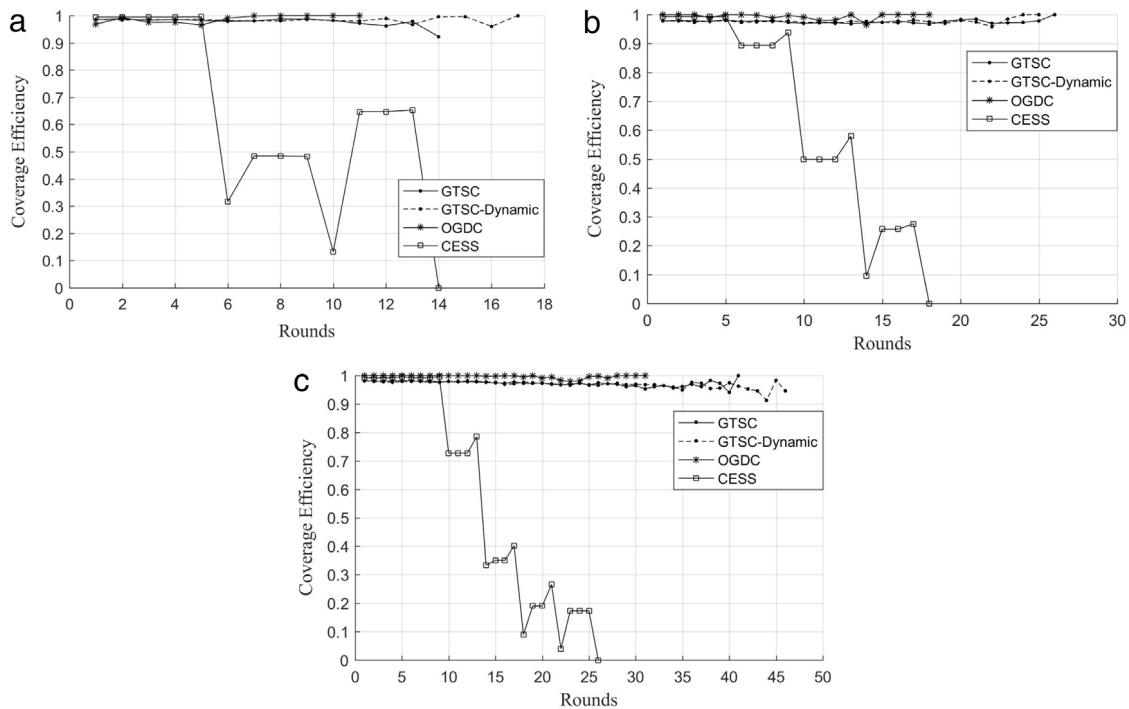 a
1
0.9
0.8
0.7
0.6
0.5
0.4
0.3
0.2
0.1
0
Coverage Efficiency
0 2 4 6 8 10 12 14 16 18
Rounds
GTSC
GTSC-Dynamic
OGDC
CESS
b
1
0.9
0.8
0.7
0.6
0.5
0.4
0.3
0.2
0.1
0
Coverage Efficiency
0 5 10 15 20 25 30
Rounds
GTSC
GTSC-Dynamic
OGDC
CESS
c
1
0.9
0.8
0.7
0.6
0.5
0.4
0.3
0.2
0.1
0
Coverage Efficiency
0 5 10 15 20 25 30 35 40 45 50
Rounds
GTSC
GTSC-Dynamic
OGDC
CESS